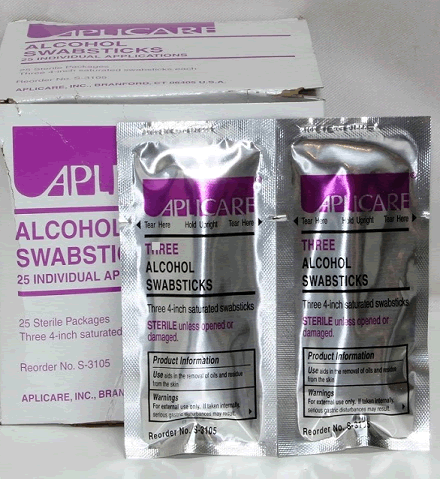 APLICARE
ALCOHOL
SWABSTICKS
25 INDIVIDUAL APPLICATIONS
25 Sterile Packages
Three 4-inch saturated swabsticks each
Reorder No. S-3105
APLICARE, INC., BRANFORD, CT 06405 U.S.A.
APLI
ALCOHO
SWABSTI
25 INDIVIDUAL AP
25 Sterile Packages
Three 4-inch saturated
Reorder No. S-3105
APLICARE, INC., BRAN
APLICARE
Tear Here Hold Upright Tear Here
THREE
ALCOHOL
SWABSTICKS
Three 4-inch saturated swabsticks
STERILE unless opened or
damaged.
Product Information
Use aids in the removal of oils and residue
from the skin
Warnings
For external use only. If taken internally,
serious gastric disturbances may result.
Reorder No. S-3105
APLICARE
Tear Here Hold Upright Tear Here
THREE
ALCOHOL
SWABSTICKS
Three 4-inch saturated swabsticks
STERILE unless opened or
damaged.
Product Information
Use aids in the removal of oils and residue
from the skin
Warnings
For external use only. If taken internally,
serious gastric disturbances may result.
Reorder No. S-3105